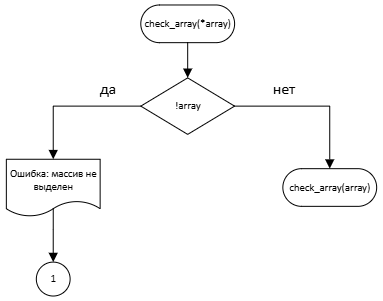 check_array(*array)
да
нет
!array
Ошибка: массив не
выделен
check_array(array)
1